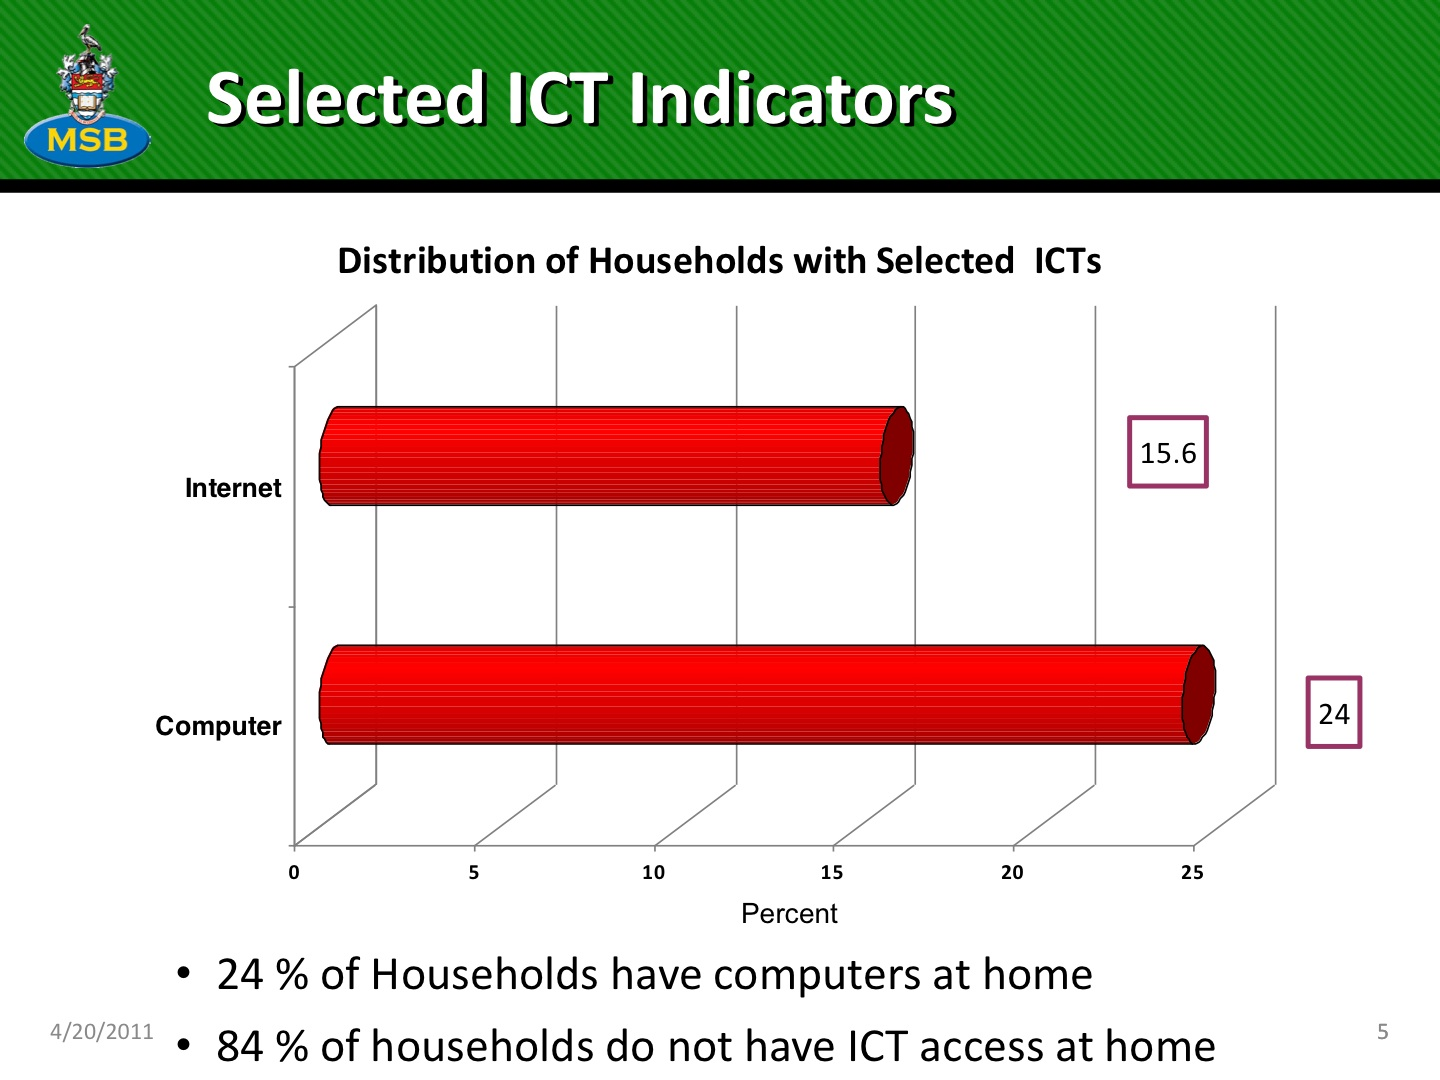 MSB
Selected ICT Indicators
Distribution of Households with Selected ICTs
Internet
15.6
Computer
24
0 5 10 15 20 25
Percent
• 24 % of Households have computers at home
• 84 % of households do not have ICT access at home
4/20/2011
5